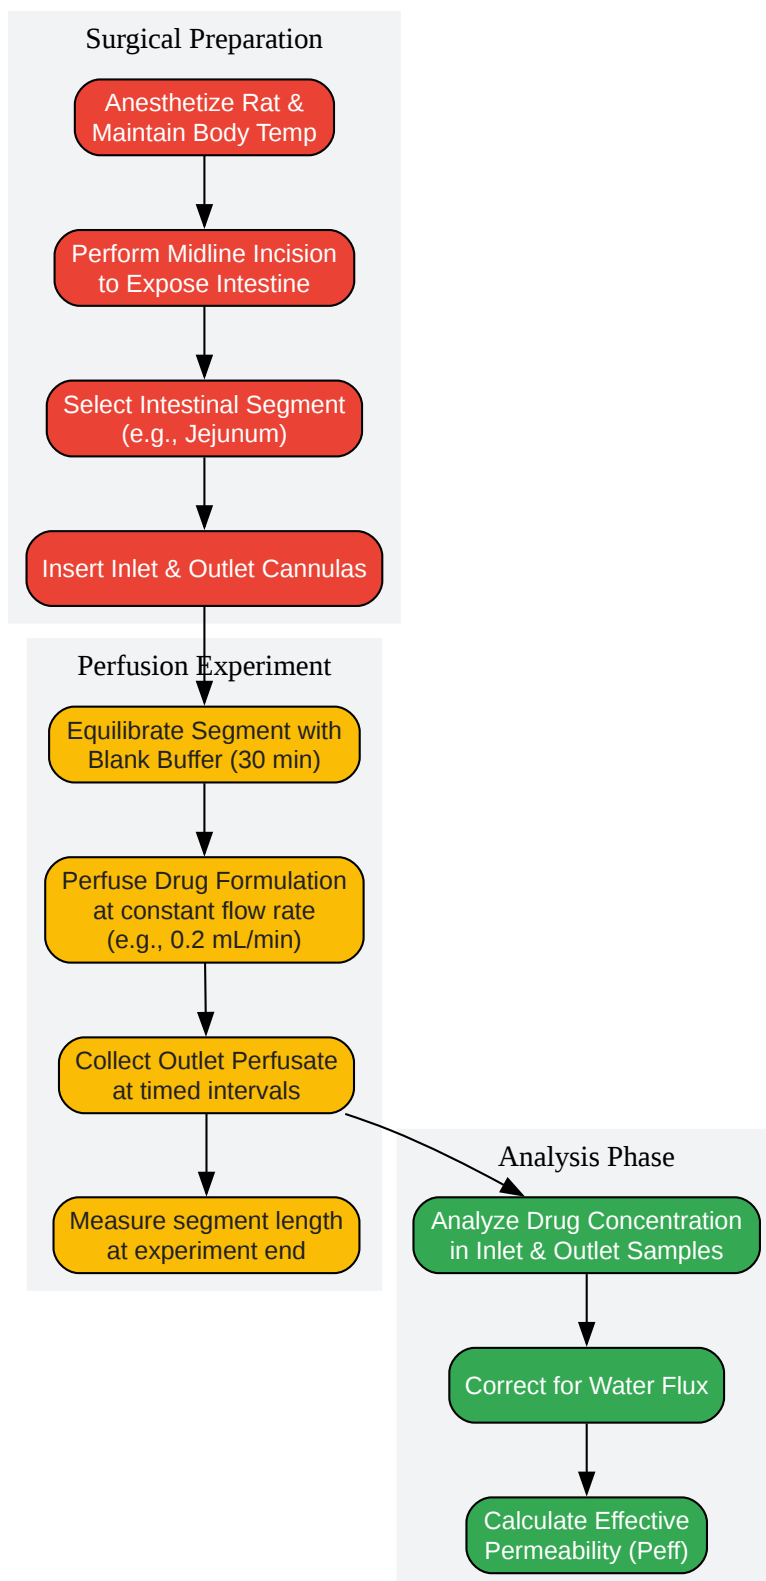 Surgical Preparation
Anesthetize Rat &
Maintain Body Temp
Perform Midline Incision
to Expose Intestine
Select Intestinal Segment
(e.g., Jejunum)
Insert Inlet & Outlet Cannulas
Perfusion Experiment
Equilibrate Segment with
Blank Buffer (30 min)
Perfuse Drug Formulation
at constant flow rate
(e.g., 0.2 mL/min)
Collect Outlet Perfusate
at timed intervals
Measure segment length
at experiment end
Analysis Phase
Analyze Drug Concentration
in Inlet & Outlet Samples
Correct for Water Flux
Calculate Effective
Permeability (Peff)